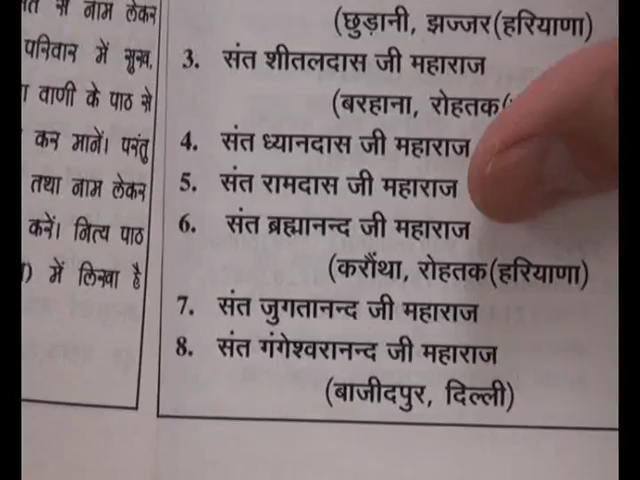 से नाम लेकर
परिवार में सुख,
वाणी के पाठ से
कर मानें। परंतु
तथा नाम लेकर
करें। नित्य पाठ
में लिखा है
(छुड़ानी, झज्जर(हरियाणा)
3. संत शीतलदास जी महाराज
(बरहाना, रोहतक(
4. संत ध्यानदास जी महाराज
5. संत रामदास जी महाराज
6. संत ब्रह्मानन्द जी महाराज
(करौंथा, रोहतक(हरियाणा)
7. संत जुगतानन्द जी महाराज
8. संत गंगेश्वरानन्द जी महाराज
(बाजीदपुर, दिल्ली)